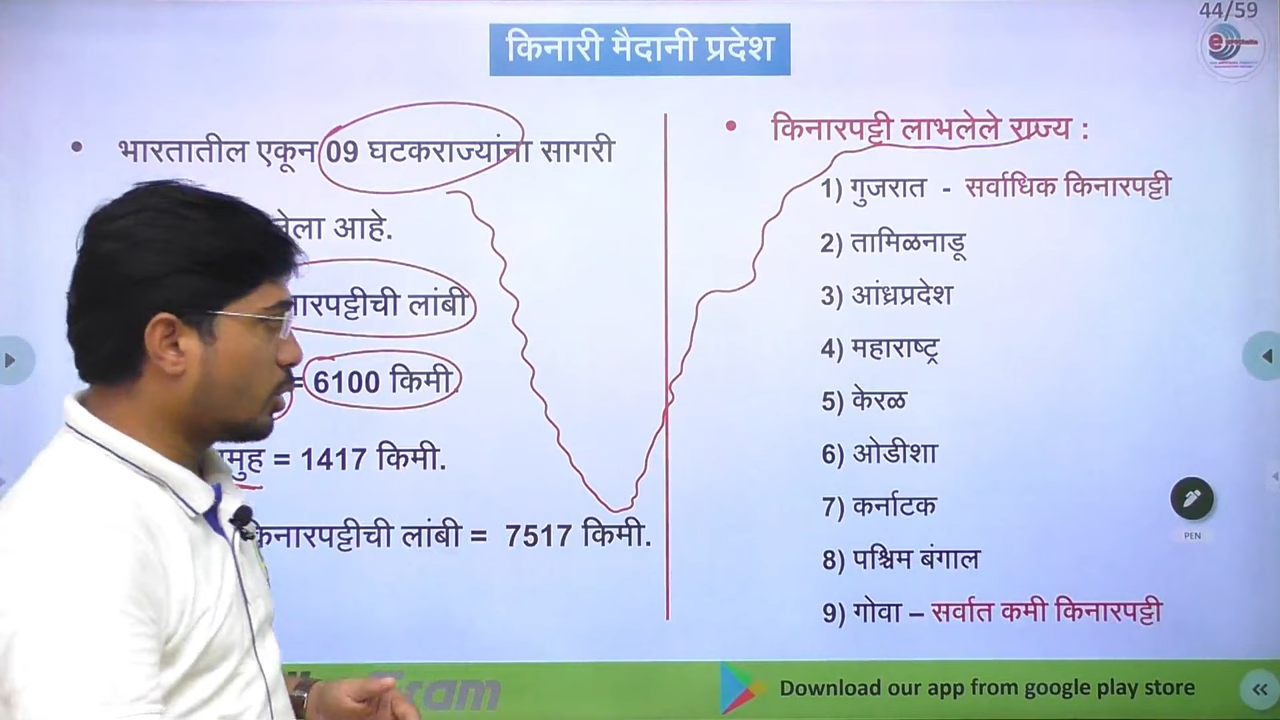 44/59
किनारी मैदानी प्रदेश
• भारतातील एकून 09 घटकराज्यांना सागरी
आहे.
लांबी
= 6100 किमी.
= 1417 किमी.
किनारपट्टीची लांबी = 7517 किमी.
• किनारपट्टी लाभलेले राज्य :
1) गुजरात - सर्वाधिक किनारपट्टी
2) तामिळनाडू
3) आंध्रप्रदेश
4) महाराष्ट्र
5) केरळ
6) ओडीशा
7) कर्नाटक
8) पश्चिम बंगाल
9) गोवा – सर्वात कमी किनारपट्टी
PEN
Download our app from google play store